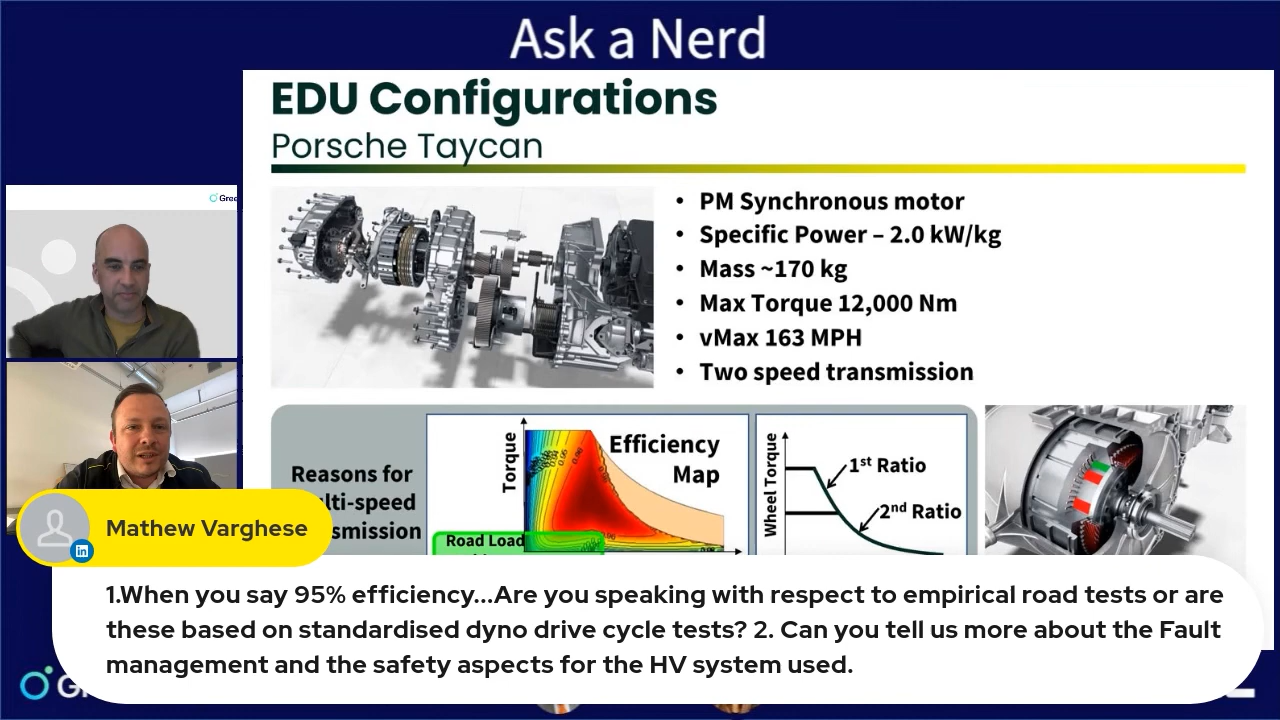 Ask a Nerd
EDU Configurations
Porsche Taycan
Gree
• PM Synchronous motor
• Specific Power – 2.0 kW/kg
• Mass ~170 kg
• Max Torque 12,000 Nm
• vMax 163 MPH
• Two speed transmission
Reasons for
lti-speed
smission
Torque
Efficiency
Map
Road Load
Wheel Torque
1st Ratio
2nd Ratio
Mathew Varghese
in
1.When you say 95% efficiency...Are you speaking with respect to empirical road tests or are
these based on standardised dyno drive cycle tests? 2. Can you tell us more about the Fault
management and the safety aspects for the HV system used.